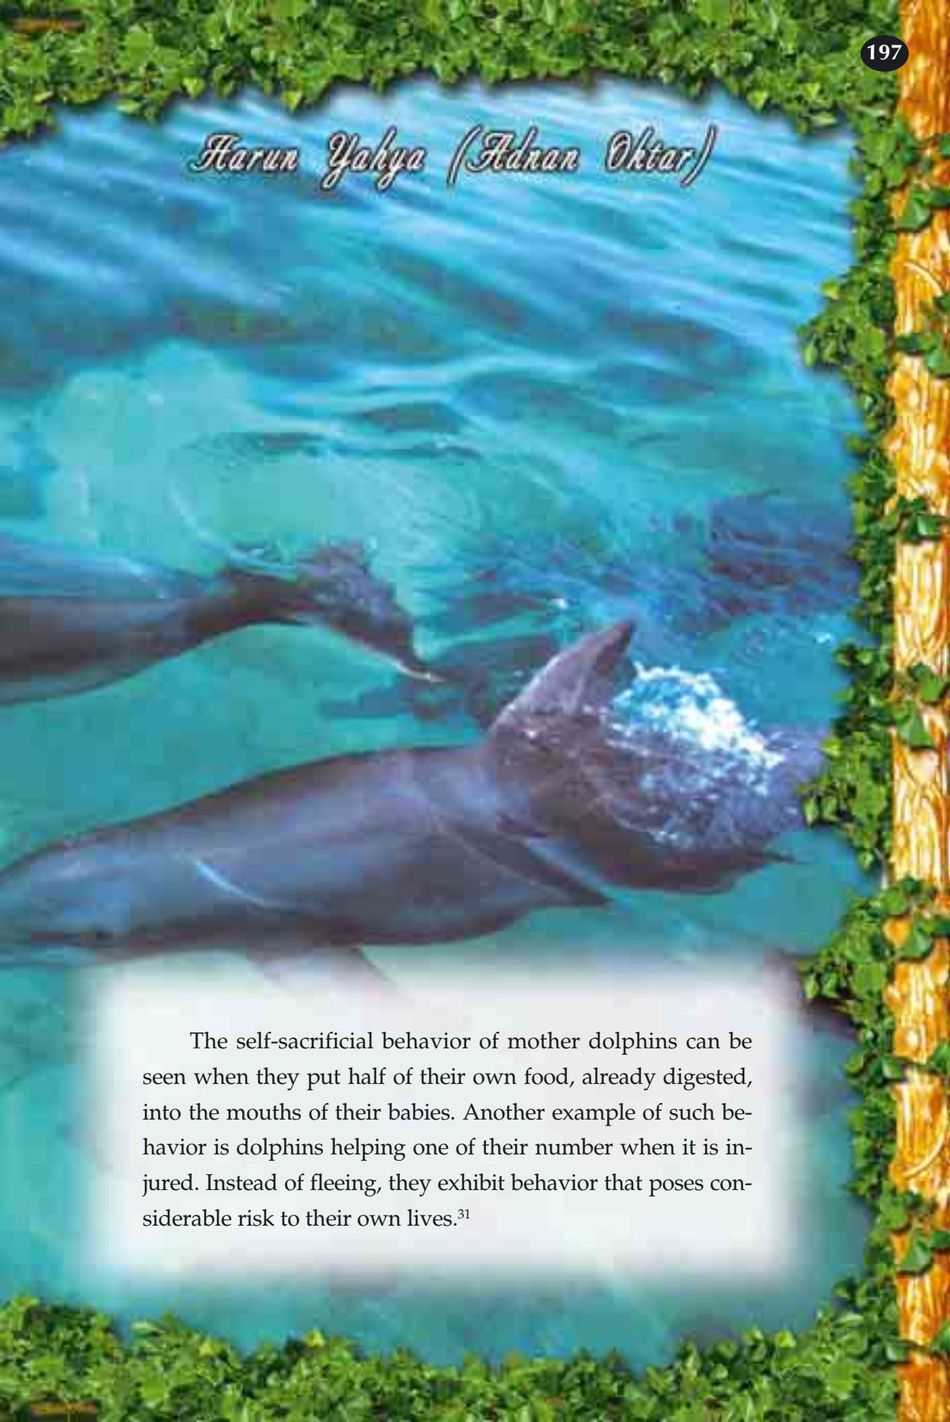 197
Harun Yahya (Adnan Oktar)
The self-sacrificial behavior of mother dolphins can be
seen when they put half of their own food, already digested,
into the mouths of their babies. Another example of such be-
havior is dolphins helping one of their number when it is in-
jured. Instead of fleeing, they exhibit behavior that poses con-
siderable risk to their own lives.31